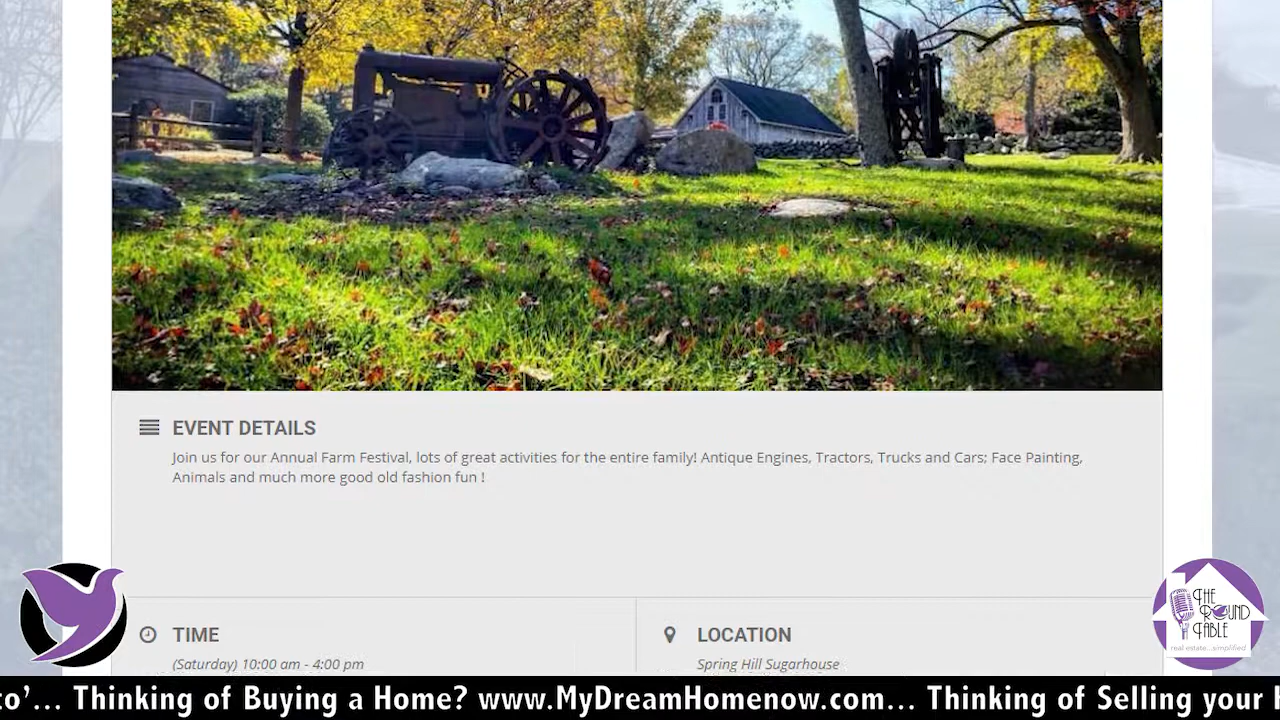 EVENT DETAILS
Join us for our Annual Farm Festival, lots of great activities for the entire family! Antique Engines, Tractors, Trucks and Cars; Face Painting,
Animals and much more good old fashion fun !
TIME
(Saturday) 10:00 am - 4:00 pm
LOCATION
Spring Hill Sugarhouse
THE
ROUND
TABLE
real estate...simplified
to'... Thinking of Buying a Home? www.MyDreamHomenow.com... Thinking of Selling your